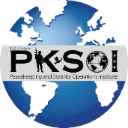 PKSOI
Peacekeeping and Stability Operations Institute